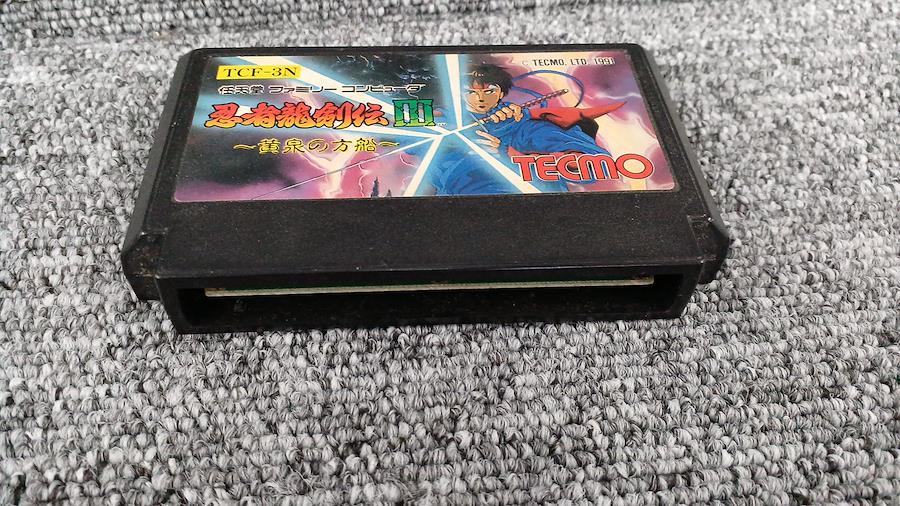 TCF-3N
© TECMO, LTD. 1991
任天堂 ファミリーコンピュータ
忍者龍剣伝 III
～黄泉の方船～
TECMO